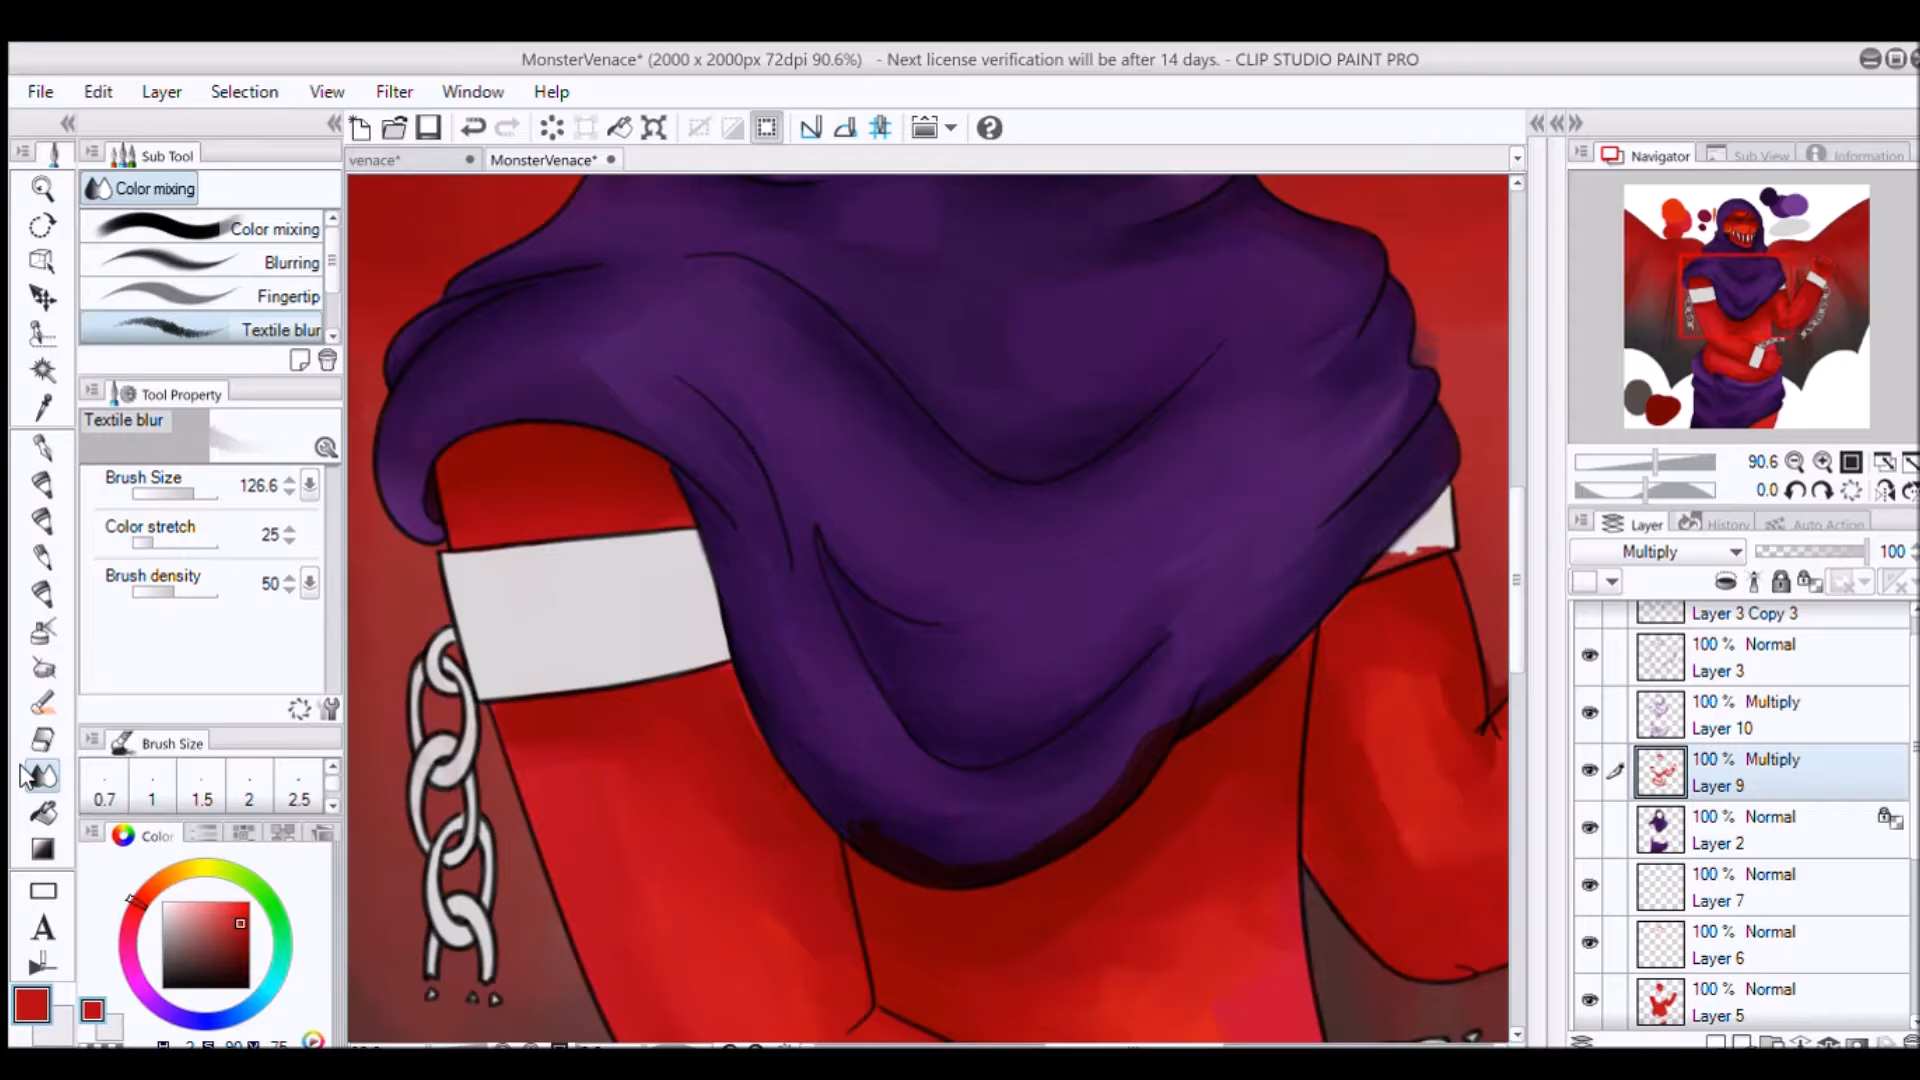 MonsterVenace* (2000 x 2000px 72dpi 90.6%) - Next license verification will be after 14 days. - CLIP STUDIO PAINT PRO
File Edit Layer Selection View Filter Window Help
venace* MonsterVenace*
Sub Tool
Color mixing
Color mixing
Blurring
Fingertip
Textile blur
Tool Property
Textile blur
Brush Size 126.6
Color stretch 25
Brush density 50
Brush Size
0.7 1 1.5 2 2.5
Color
A
Navigator Sub View Information
90.6
0.0
Layer History Auto Action
Multiply 100
Layer 3 Copy 3
100 % Normal
Layer 3
100 % Multiply
Layer 10
100 % Multiply
Layer 9
100 % Normal
Layer 2
100 % Normal
Layer 7
100 % Normal
Layer 6
100 % Normal
Layer 5